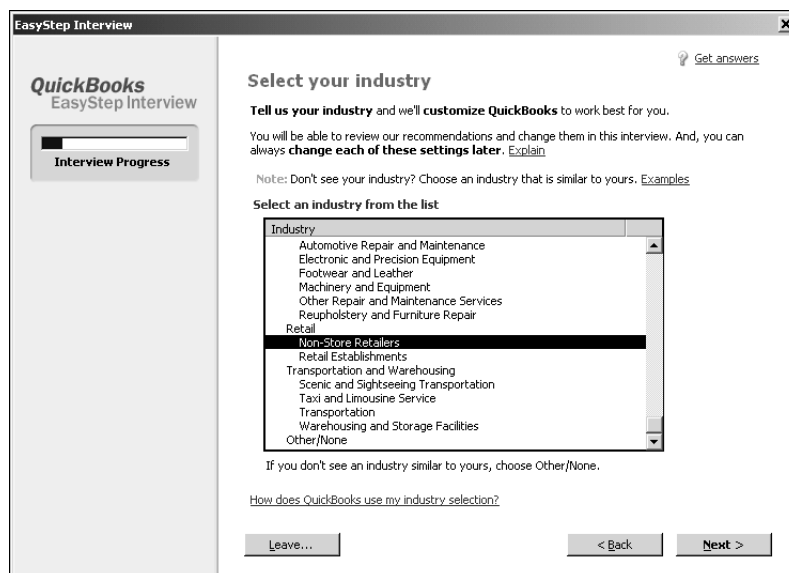 EasyStep Interview
QuickBooks
EasyStep Interview
Interview Progress
Get answers
Select your industry
Tell us your industry and we'll customize QuickBooks to work best for you.
You will be able to review our recommendations and change them in this interview. And, you can
always change each of these settings later. Explain
Note: Don't see your industry? Choose an industry that is similar to yours. Examples
Select an industry from the list
Industry
Automotive Repair and Maintenance
Electronic and Precision Equipment
Footwear and Leather
Machinery and Equipment
Other Repair and Maintenance Services
Reupholstery and Furniture Repair
Retail
Non-Store Retailers
Retail Establishments
Transportation and Warehousing
Scenic and Sightseeing Transportation
Taxi and Limousine Service
Transportation
Warehousing and Storage Facilities
Other/None
If you don't see an industry similar to yours, choose Other/None.
How does QuickBooks use my industry selection?
Leave...
< Back
Next >